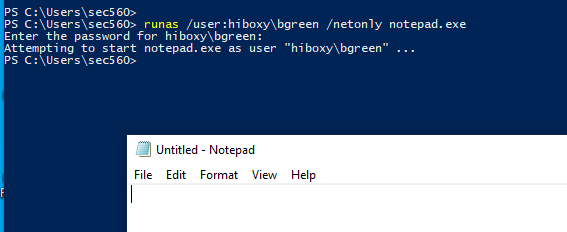 PS C:\Users\sec560>
PS C:\Users\sec560> runas /user:hiboxy\bgreen /netonly notepad.exe
Enter the password for hiboxy\bgreen:
Attempting to start notepad.exe as user "hiboxy\bgreen" ...
PS C:\Users\sec560>
Untitled - Notepad
File Edit Format View Help